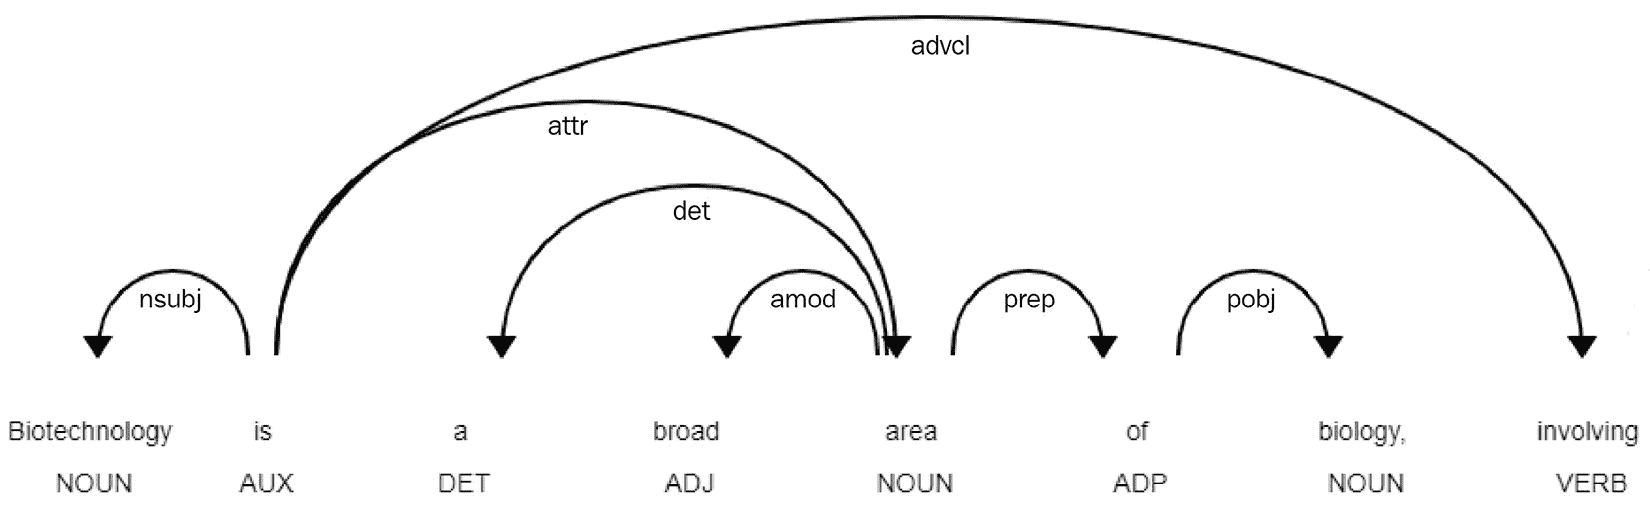 advcl
attr
det
nsubj amod prep pobj
Biotechnology is a broad area of biology, involving
NOUN AUX DET ADJ NOUN ADP NOUN VERB